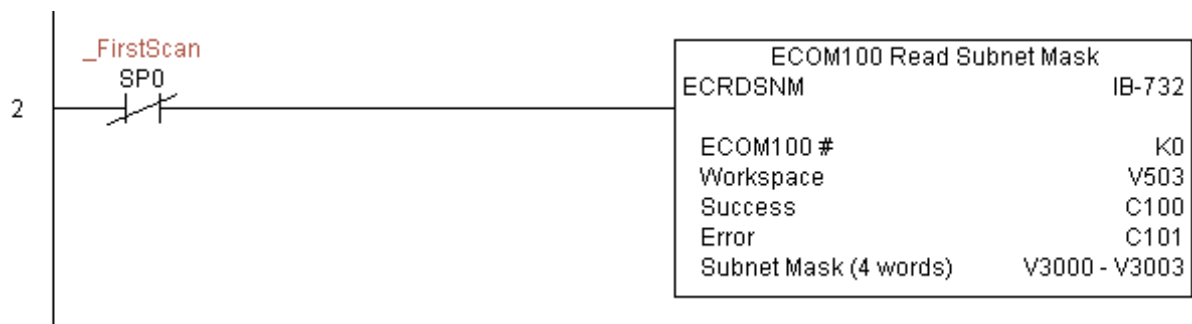 _FirstScan
SP0
2
ECOM100 Read Subnet Mask
ECRDSNM IB-732
ECOM100 # K0
Workspace V503
Success C100
Error C101
Subnet Mask (4 words) V3000 - V3003